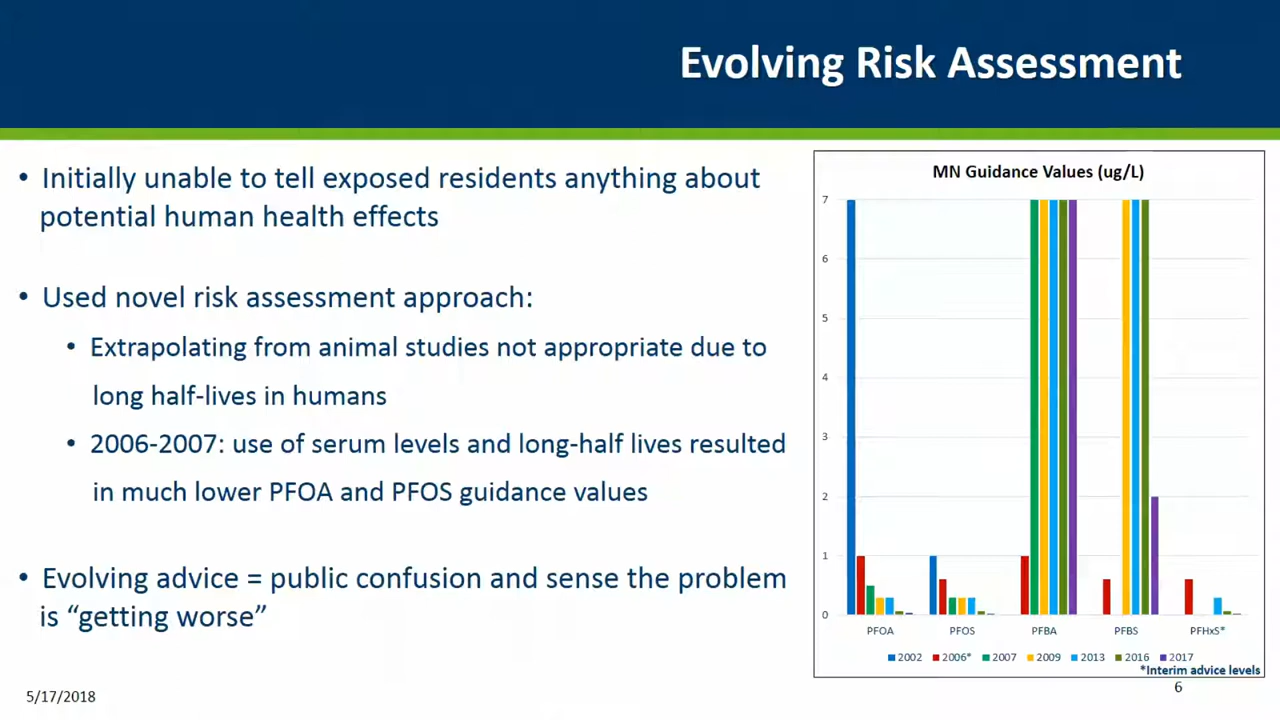 Evolving Risk Assessment
• Initially unable to tell exposed residents anything about
potential human health effects
• Used novel risk assessment approach:
• Extrapolating from animal studies not appropriate due to
long half-lives in humans
• 2006-2007: use of serum levels and long-half lives resulted
in much lower PFOA and PFOS guidance values
• Evolving advice = public confusion and sense the problem
is “getting worse”
MN Guidance Values (ug/L)
7
6
5
4
3
2
1
0
PFOA PFOS PFBA PFBS PFHxS*
2002 2006* 2007 2009 2013 2016 2017
*Interim advice levels
5/17/2018
6